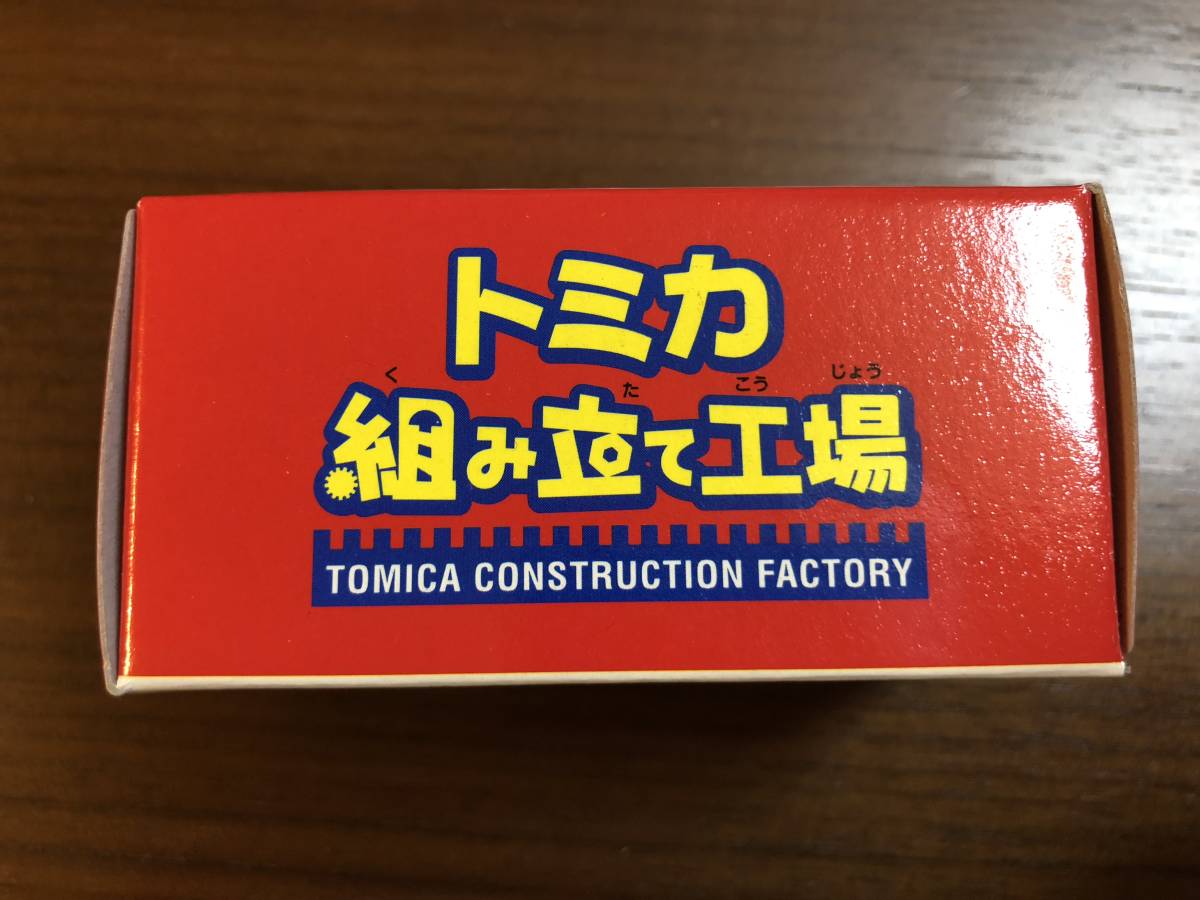 トミカ
く た こう じょう
組み立て工場
TOMICA CONSTRUCTION FACTORY